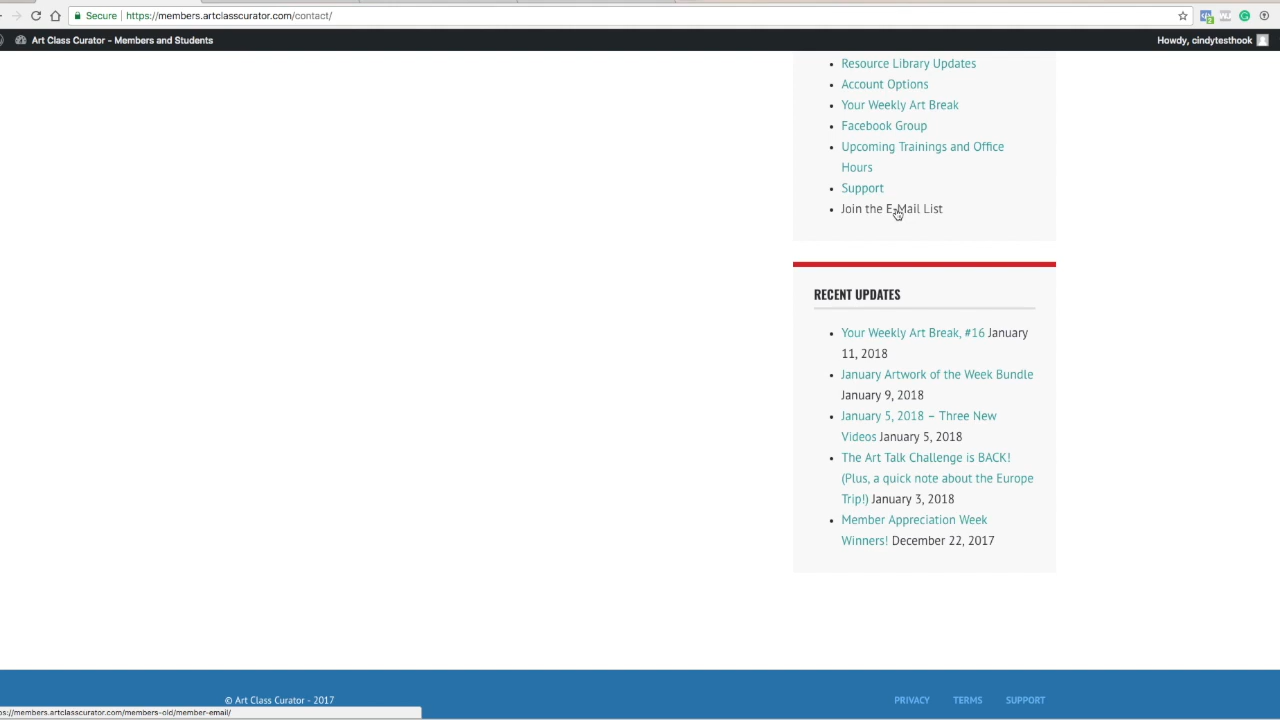 Secure https://members.artclasscurator.com/contact/
Art Class Curator - Members and Students
Howdy, cindytesthook
Resource Library Updates
Account Options
Your Weekly Art Break
Facebook Group
Upcoming Trainings and Office
Hours
Support
Join the E-Mail List
RECENT UPDATES
Your Weekly Art Break, #16 January
11, 2018
January Artwork of the Week Bundle
January 9, 2018
January 5, 2018 – Three New
Videos January 5, 2018
The Art Talk Challenge is BACK!
(Plus, a quick note about the Europe
Trip!) January 3, 2018
Member Appreciation Week
Winners! December 22, 2017
© Art Class Curator - 2017
PRIVACY TERMS SUPPORT
ps://members.artclasscurator.com/members-old/member-email/